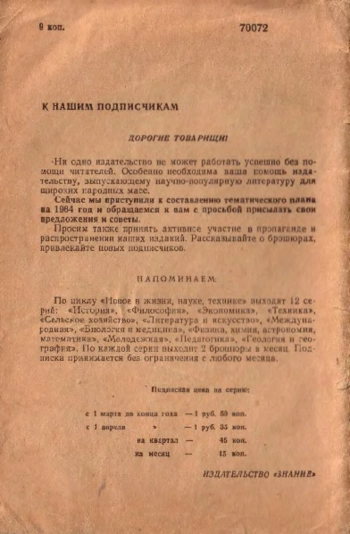 9 коп.
70072
К НАШИМ ПОДПИСЧИКАМ
ДОРОГИЕ ТОВАРИЩИ!
Ни одно издательство не может работать успешно без по-
мощи читателей. Особенно необходима ваша помощь изда-
тельству, выпускающему научно-популярную литературу для
широких народных масс.
Сейчас мы приступили к составлению тематического плана
на 1964 год и обращаемся к вам с просьбой присылать свои
предложения и советы.
Просим также принять активное участие в пропаганде и
распространении наших изданий. Рассказывайте о брошюрах,
привлекайте новых подписчиков.
НАПОМИНАЕМ:
По циклу «Новое в жизни, науке, технике» выходят 12 се-
рий: «История», «Философия», «Экономика», «Техника»,
«Сельское хозяйство», «Литература и искусство», «Междуна-
родная», «Биология и медицина», «Физика, химия, астрономия,
математика», «Молодежная», «Педагогика», «Геология и гео-
графия». По каждой серии выходят 2 брошюры в месяц. Под-
писка принимается без ограничения с любого месяца.
Подписная цена на серию:
с 1 марта до конца года — 1 руб. 80 коп.
с 1 апреля » — 1 руб. коп.
на квартал — 45 коп.
на месяц — 15 коп.
ИЗДАТЕЛЬСТВО «ЗНАНИЕ»